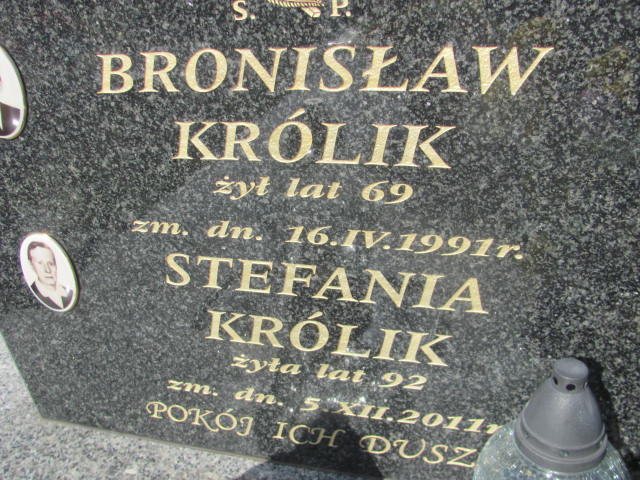 S. P.
BRONISŁAW
KRÓLIK
żył lat 69
zm. dn. 16.IV.1991r.
STEFANIA
KRÓLIK
żyła lat 92
zm. dn. 5 XII.2011r
POKÓJ ICH DUSZ